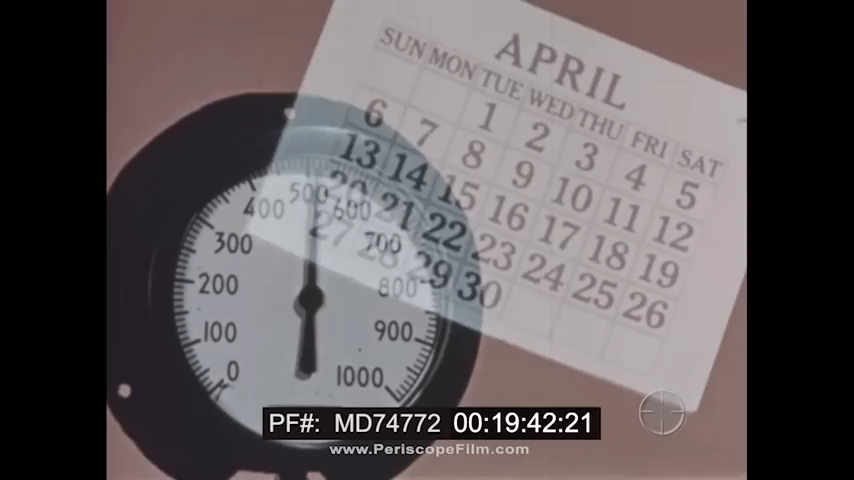 APRIL
SUN MON TUE WED THU FRI SAT
1 2 3 4 5
6 7 8 9 10 11 12
13 14 15 16 17 18 19
20 21 22 23 24 25 26
27 28 29 30
0 100 200 300 400 500 600 700 800 900 1000
PF#: MD74772 00:19:42:21
www.PeriscopeFilm.com